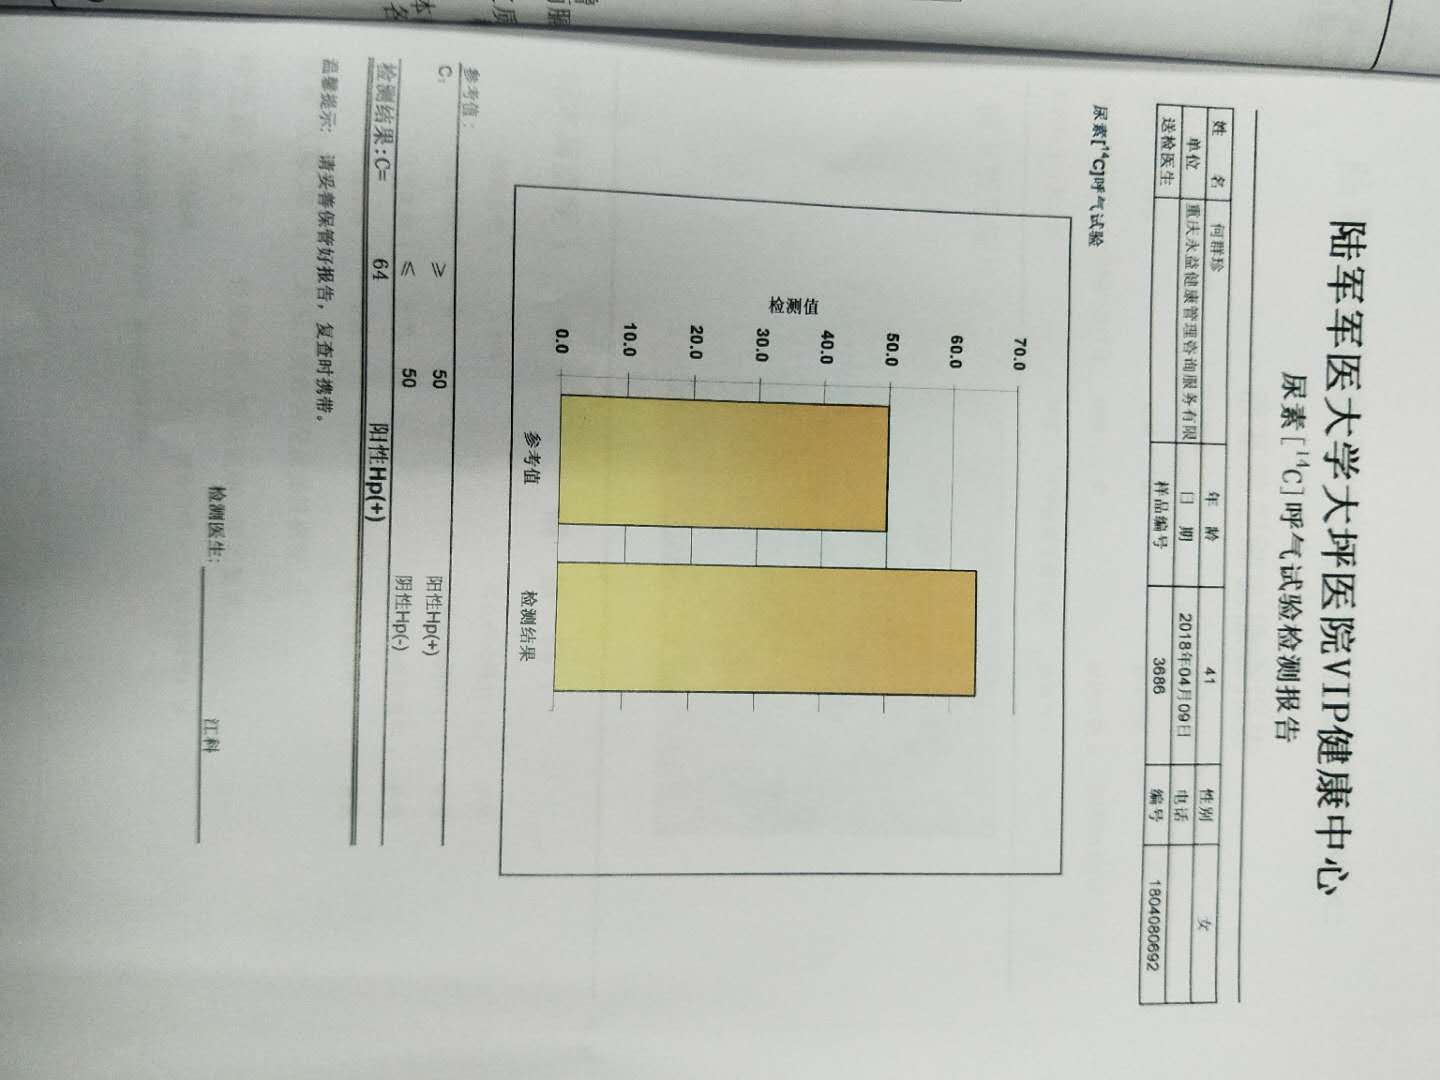 陆军军医大学大坪医院VIP健康中心
尿素[¹⁴C]呼气试验检测报告
姓 名 何群珍 年 龄 41 性别 女
单位 重庆永益健康管理咨询服务有限 日 期 2018年04月09日 电话
送检医生 样品编号 3686 编号 1804080692
尿素[¹⁴C]呼气试验
检测值
70.0
60.0
50.0
40.0
30.0
20.0
10.0
0.0
参考值 检测结果
参考值：
C: ≥ 50 阳性Hp(+)
≤ 50 阴性Hp(-)
检测结果:C= 64 阳性Hp(+)
温馨提示: 请妥善保管好报告，复查时携带。
检测医生: 江科